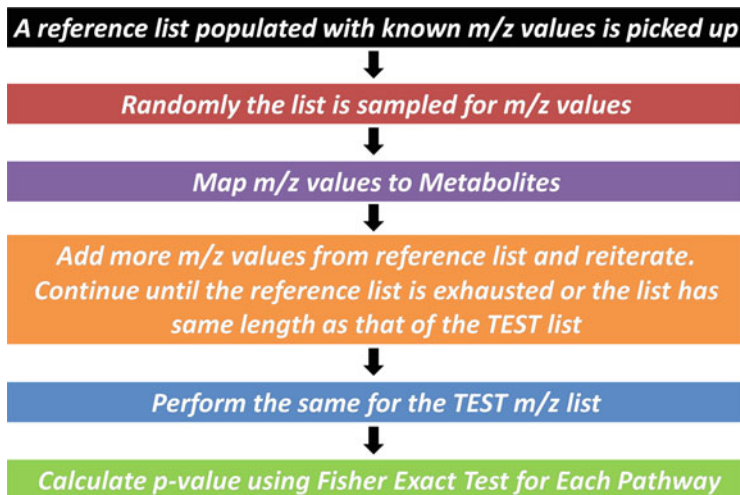 A reference list populated with known m/z values is picked up
Randomly the list is sampled for m/z values
Map m/z values to Metabolites
Add more m/z values from reference list and reiterate.
Continue until the reference list is exhausted or the list has
same length as that of the TEST list
Perform the same for the TEST m/z list
Calculate p-value using Fisher Exact Test for Each Pathway